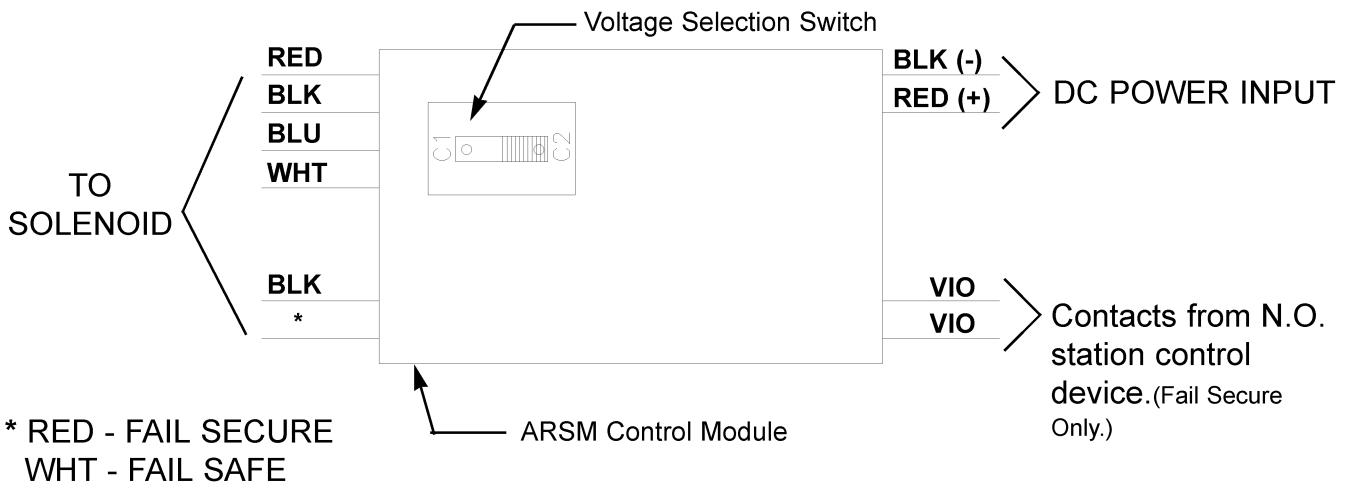 Voltage Selection Switch
RED
BLK
BLU
WHT
TO
SOLENOID
BLK
*
C1
C2
BLK (-)
RED (+)
DC POWER INPUT
VIO
VIO
Contacts from N.O.
station control
device.(Fail Secure
Only.)
ARSM Control Module
* RED - FAIL SECURE
WHT - FAIL SAFE